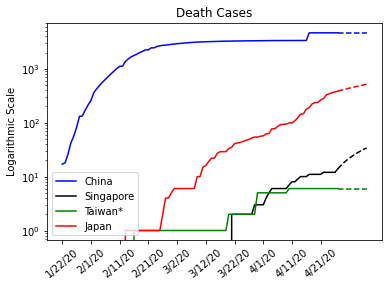 Death Cases
Logarithmic Scale
10³
10²
10¹
10⁰
China
Singapore
Taiwan*
Japan
1/22/20
2/1/20
2/11/20
2/21/20
3/2/20
3/12/20
3/22/20
4/1/20
4/11/20
4/21/20